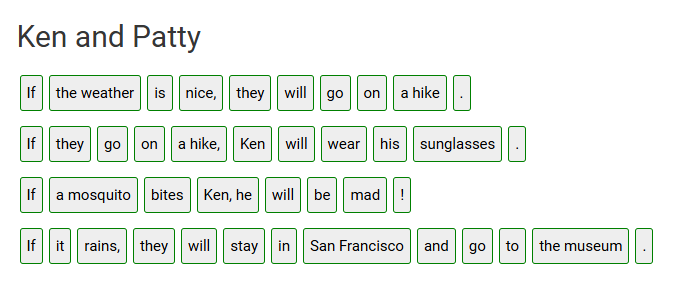 Ken and Patty
If the weather is nice, they will go on a hike .
If they go on a hike, Ken will wear his sunglasses .
If a mosquito bites Ken, he will be mad !
If it rains, they will stay in San Francisco and go to the museum .